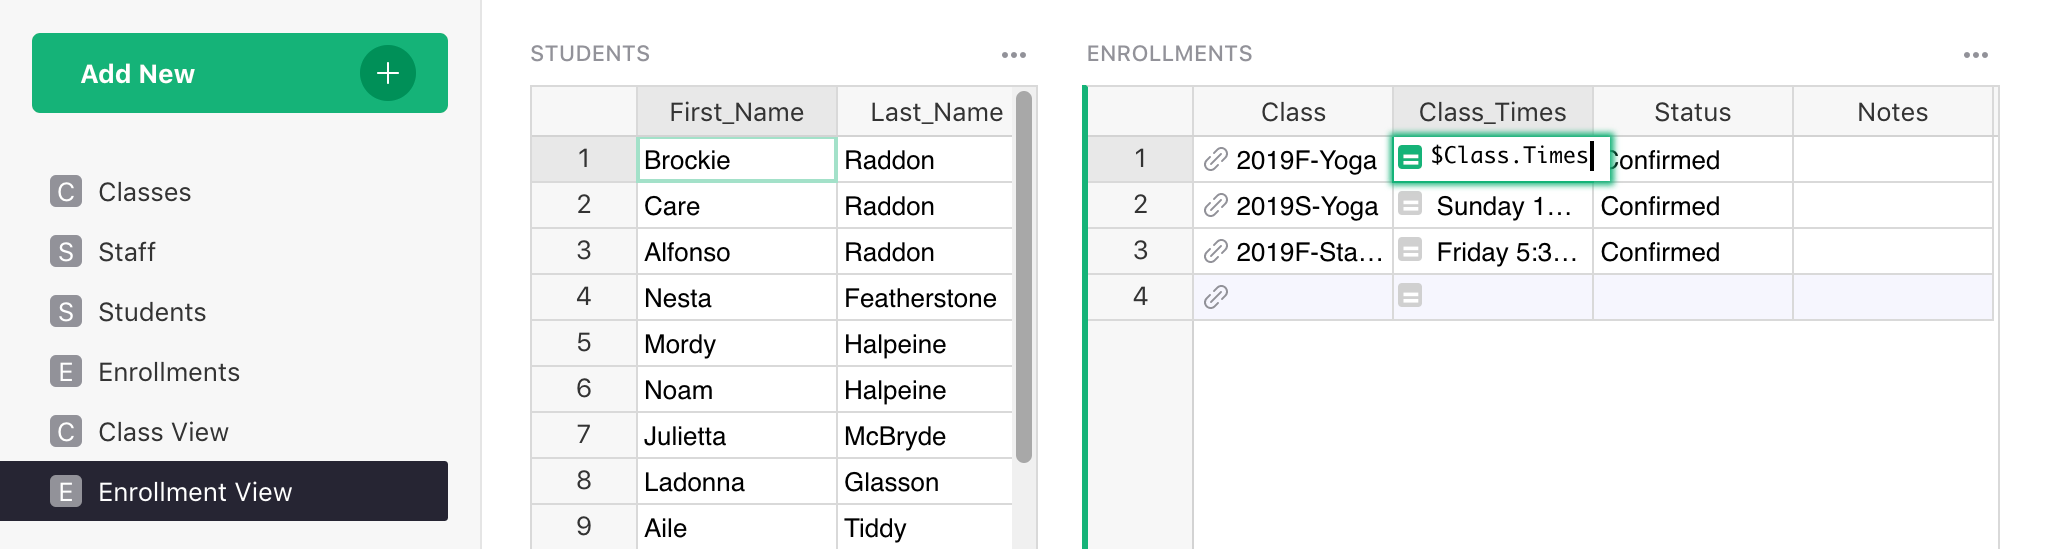 Add New
C Classes
S Staff
S Students
E Enrollments
C Class View
E Enrollment View
STUDENTS
First_Name Last_Name
1 Brockie Raddon
2 Care Raddon
3 Alfonso Raddon
4 Nesta Featherstone
5 Mordy Halpeine
6 Noam Halpeine
7 Julietta McBryde
8 Ladonna Glasson
9 Aile Tiddy
ENROLLMENTS
Class Class_Times Status Notes
1 2019F-Yoga $Class.Times Confirmed
2 2019S-Yoga Sunday 1... Confirmed
3 2019F-Sta... Friday 5:3... Confirmed
4